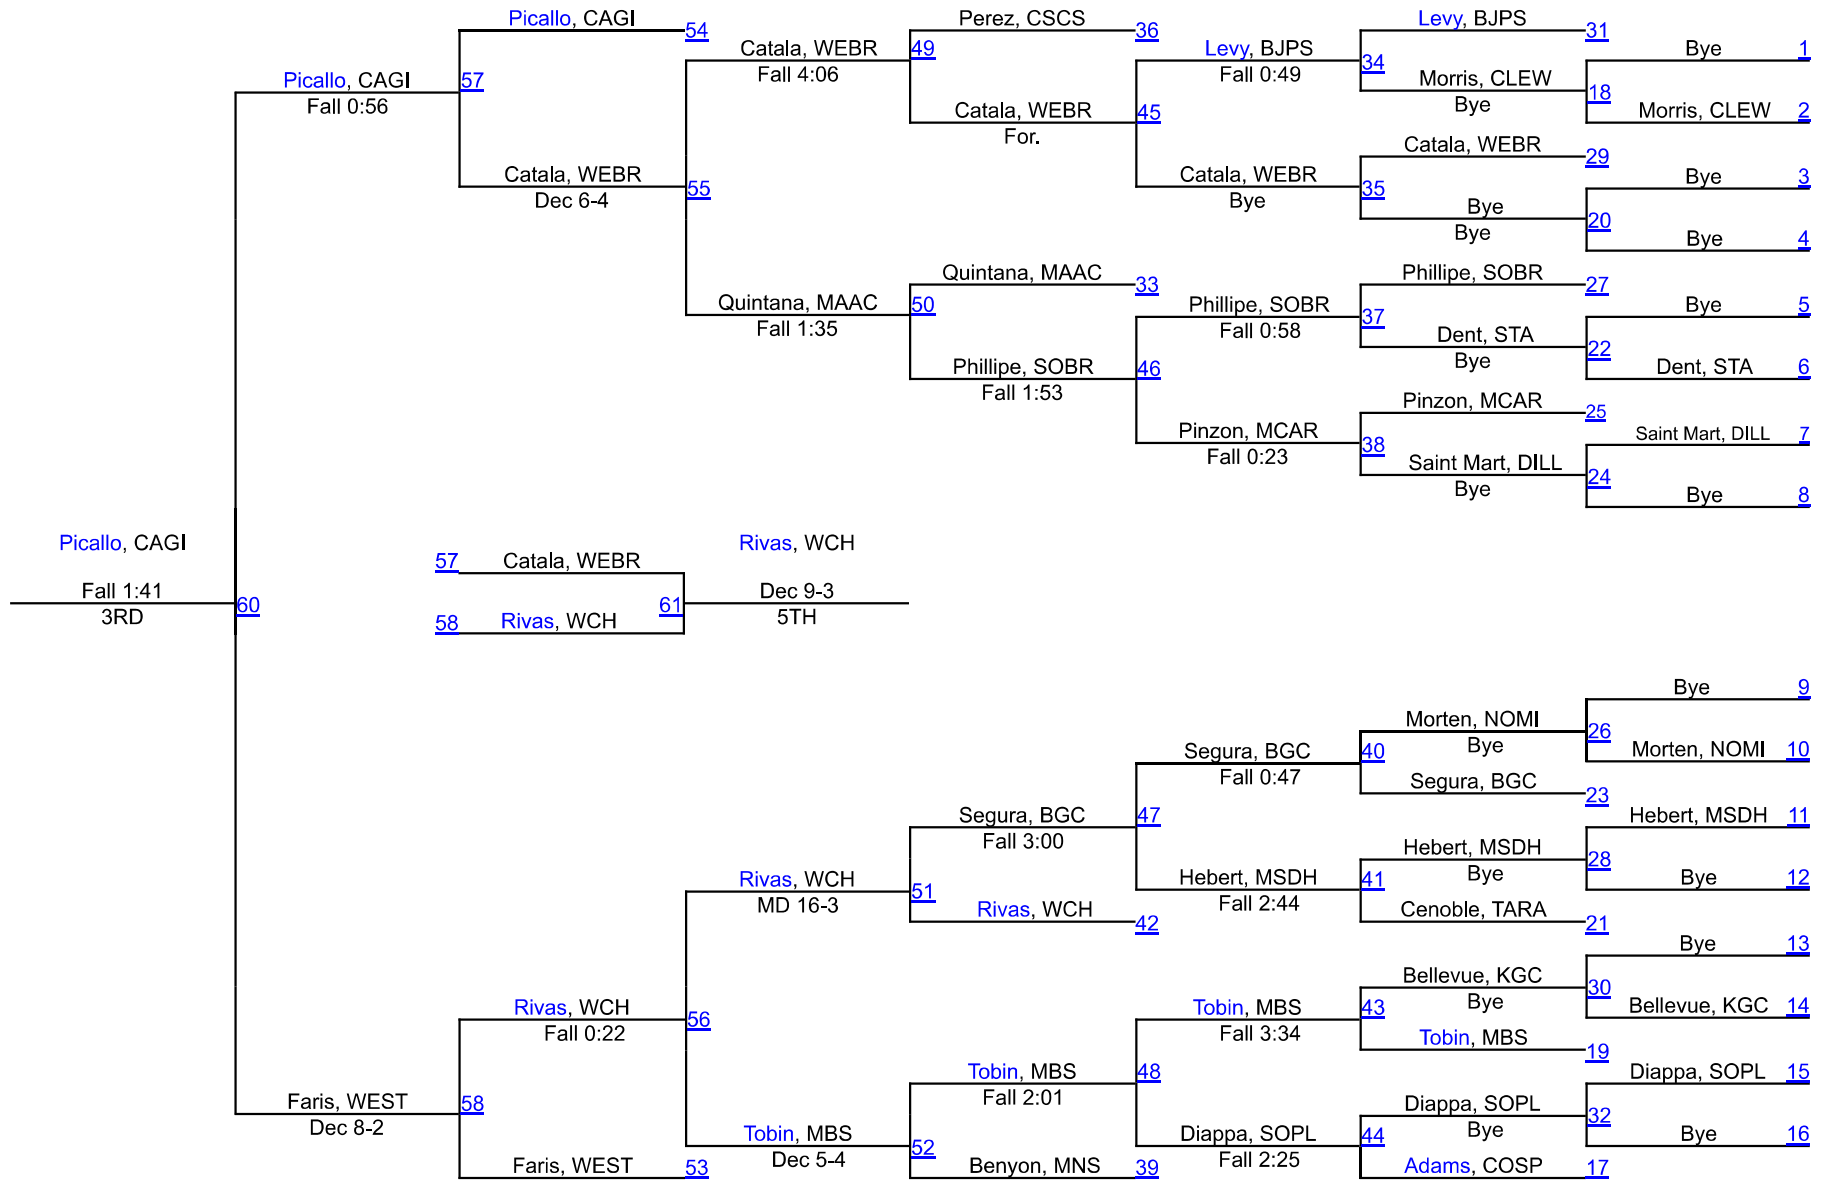 Picallo, CAGI
54
Perez, CSCS
36
Levy, BJPS
31
Catala, WEBR
49
Fall 4:06
Levy, BJPS
34
Fall 0:49
Bye
1
Picallo, CAGI
57
Fall 0:56
Morris, CLEW
18
Bye
Catala, WEBR
45
For.
Morris, CLEW
2
Catala, WEBR
29
Catala, WEBR
55
Dec 6-4
Catala, WEBR
35
Bye
Bye
3
Bye
20
Bye
Bye
4
Quintana, MAAC
33
Phillipe, SOBR
27
Quintana, MAAC
50
Fall 1:35
Phillipe, SOBR
37
Fall 0:58
Bye
5
Dent, STA
22
Bye
Phillipe, SOBR
46
Fall 1:53
Dent, STA
6
Pinzon, MCAR
25
Pinzon, MCAR
38
Fall 0:23
Saint Mart, DILL
7
Saint Mart, DILL
24
Bye
Bye
8
Picallo, CAGI
Rivas, WCH
57
Catala, WEBR
Fall 1:41
60
3RD
61
Dec 9-3
5TH
58
Rivas, WCH
Bye
9
Morten, NOMI
26
Bye
Segura, BGC
40
Fall 0:47
Morten, NOMI
10
Segura, BGC
23
Segura, BGC
47
Fall 3:00
Hebert, MSDH
11
Hebert, MSDH
28
Bye
Rivas, WCH
51
MD 16-3
Hebert, MSDH
41
Fall 2:44
Bye
12
Rivas, WCH
42
Cenoble, TARA
21
Bye
13
Bellevue, KGC
30
Bye
Rivas, WCH
56
Fall 0:22
Tobin, MBS
43
Fall 3:34
Bellevue, KGC
14
Tobin, MBS
19
Tobin, MBS
48
Fall 2:01
Diappa, SOPL
15
Faris, WEST
58
Dec 8-2
Diappa, SOPL
32
Bye
Tobin, MBS
52
Dec 5-4
Diappa, SOPL
44
Fall 2:25
Bye
16
Faris, WEST
53
Benyon, MNS
39
Adams, COSP
17